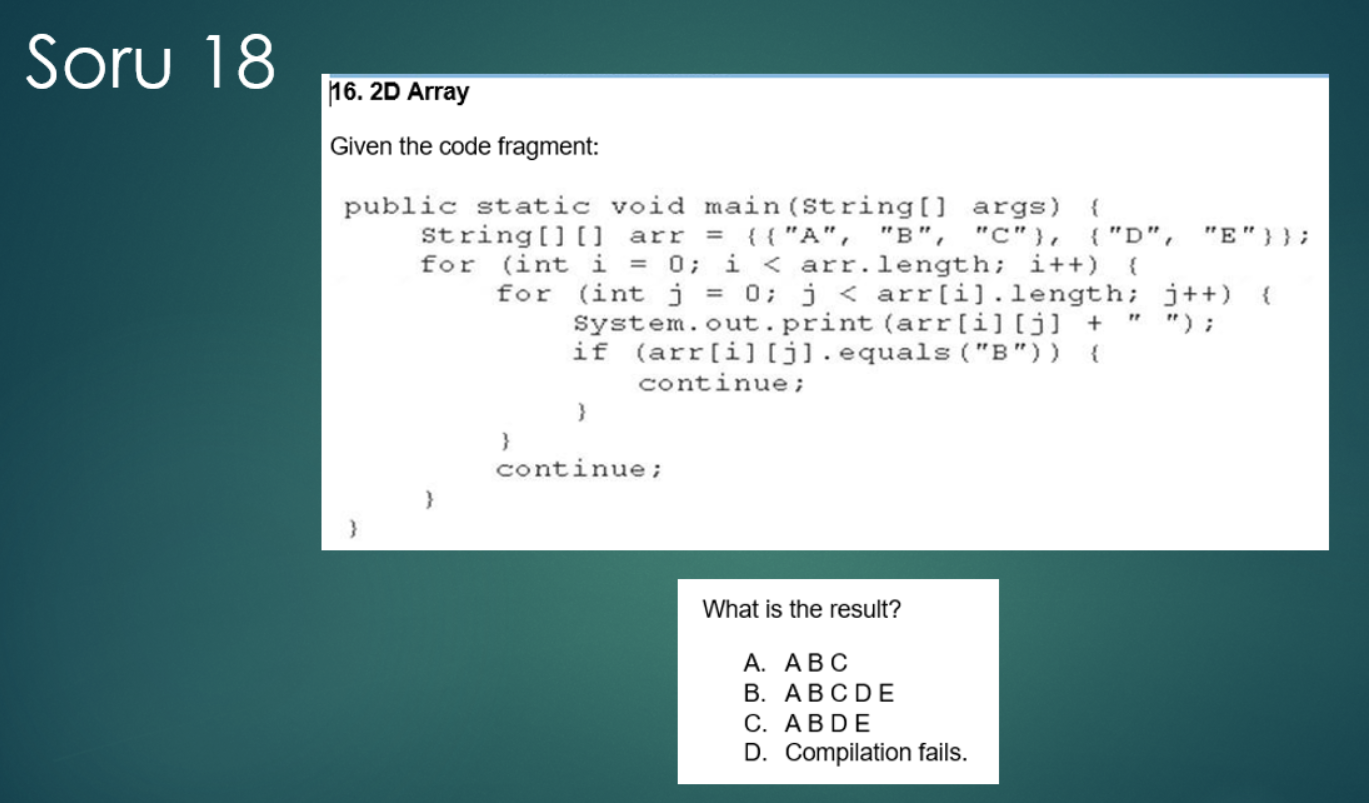 Soru 18
16. 2D Array
Given the code fragment:
public static void main(String[] args) {
String[][] arr = {{"A", "B", "C"}, {"D", "E"}};
for (int i = 0; i < arr.length; i++) {
for (int j = 0; j < arr[i].length; j++) {
System.out.print(arr[i][j] + " ");
if (arr[i][j].equals("B")) {
continue;
}
}
continue;
}
}
What is the result?
A. A B C
B. A B C D E
C. A B D E
D. Compilation fails.